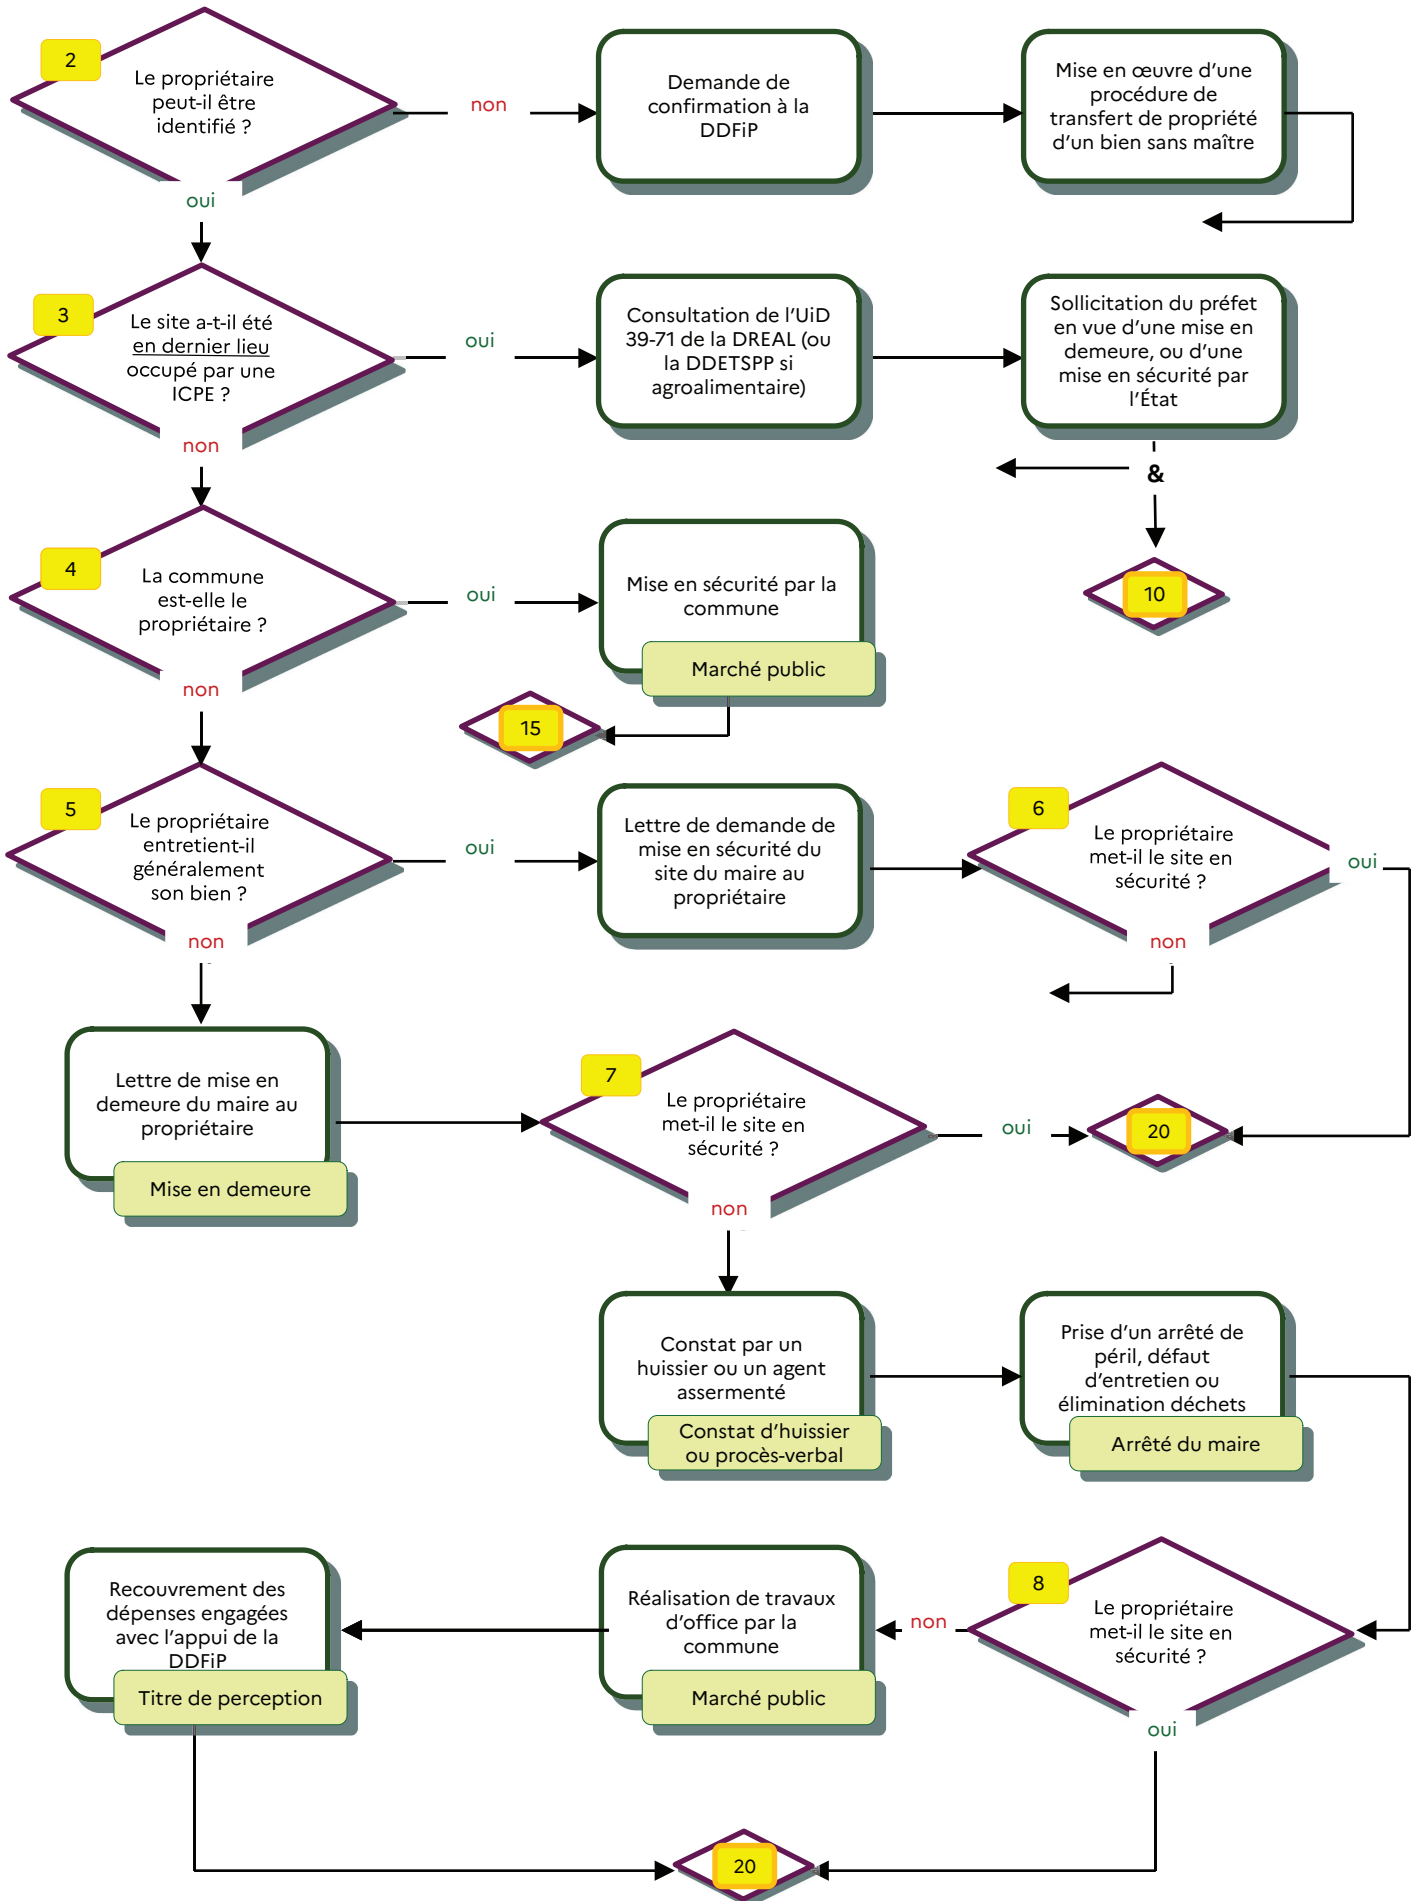 2
Le propriétaire
peut-il être
identifié ?
non
Demande de
confirmation à la
DDFiP
Mise en œuvre d'une
procédure de
transfert de propriété
d'un bien sans maître
oui
3
Le site a-t-il été
en dernier lieu
occupé par une
ICPE ?
oui
Consultation de l'UiD
39-71 de la DREAL (ou
la DDETSPP si
agroalimentaire)
Sollicitation du préfet
en vue d'une mise en
demeure, ou d'une
mise en sécurité par
l'État
non
&
10
4
La commune
est-elle le
propriétaire ?
oui
Mise en sécurité par la
commune
Marché public
non
15
5
Le propriétaire
entretient-il
généralement
son bien ?
oui
Lettre de demande de
mise en sécurité du
site du maire au
propriétaire
6
Le propriétaire
met-il le site en
sécurité ?
oui
non
non
Lettre de mise en
demeure du maire au
propriétaire
Mise en demeure
7
Le propriétaire
met-il le site en
sécurité ?
oui
20
non
Constat par un
huissier ou un agent
assermenté
Constat d'huissier
ou procès-verbal
Prise d'un arrêté de
péril, défaut
d'entretien ou
élimination déchets
Arrêté du maire
8
Le propriétaire
met-il le site en
sécurité ?
non
Réalisation de travaux
d'office par la
commune
Marché public
Recouvrement des
dépenses engagées
avec l'appui de la
DDFiP
Titre de perception
oui
20